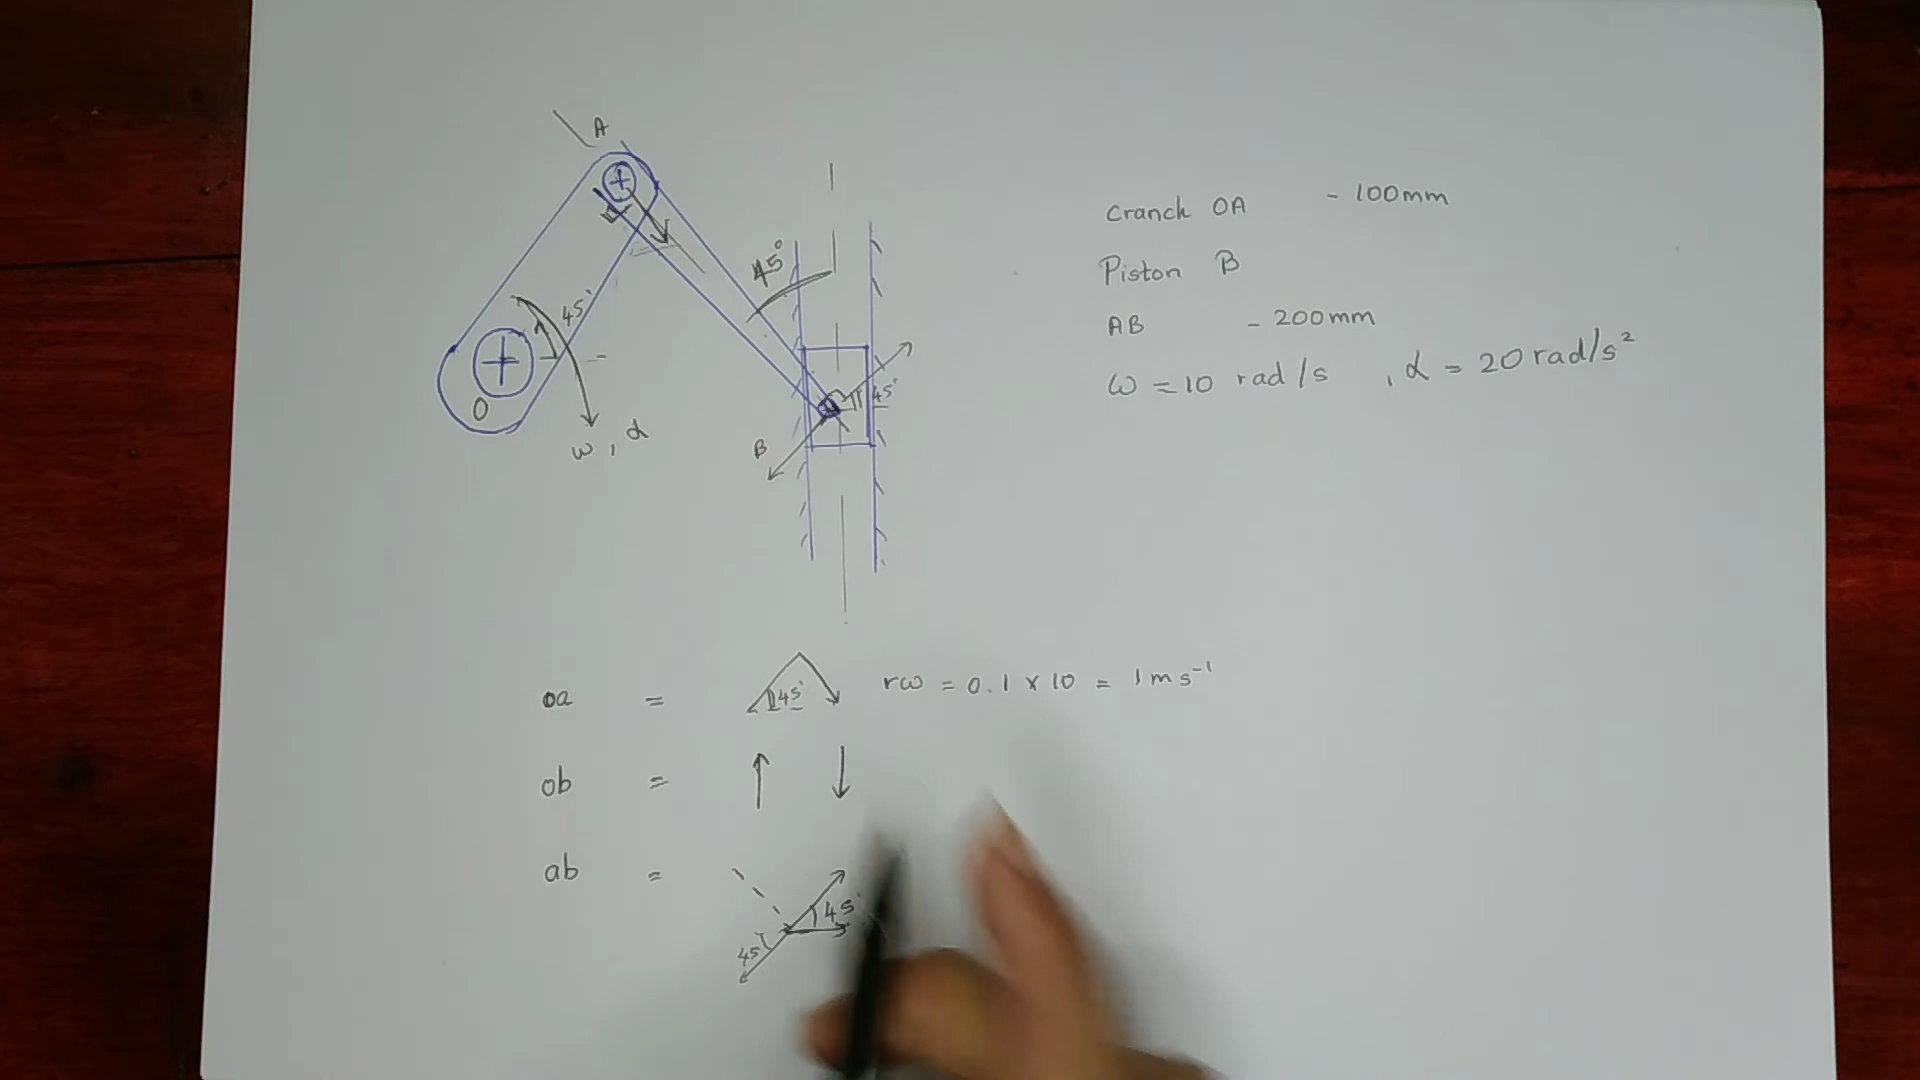 A
45°
45°
O
ω , α
45°
B
Cranck OA - 100mm
Piston B
AB - 200mm
ω = 10 rad /s , α = 20 rad/s²
oa = 45° rω = 0.1 × 10 = 1 m s⁻¹
ob =
ab = 45°
45